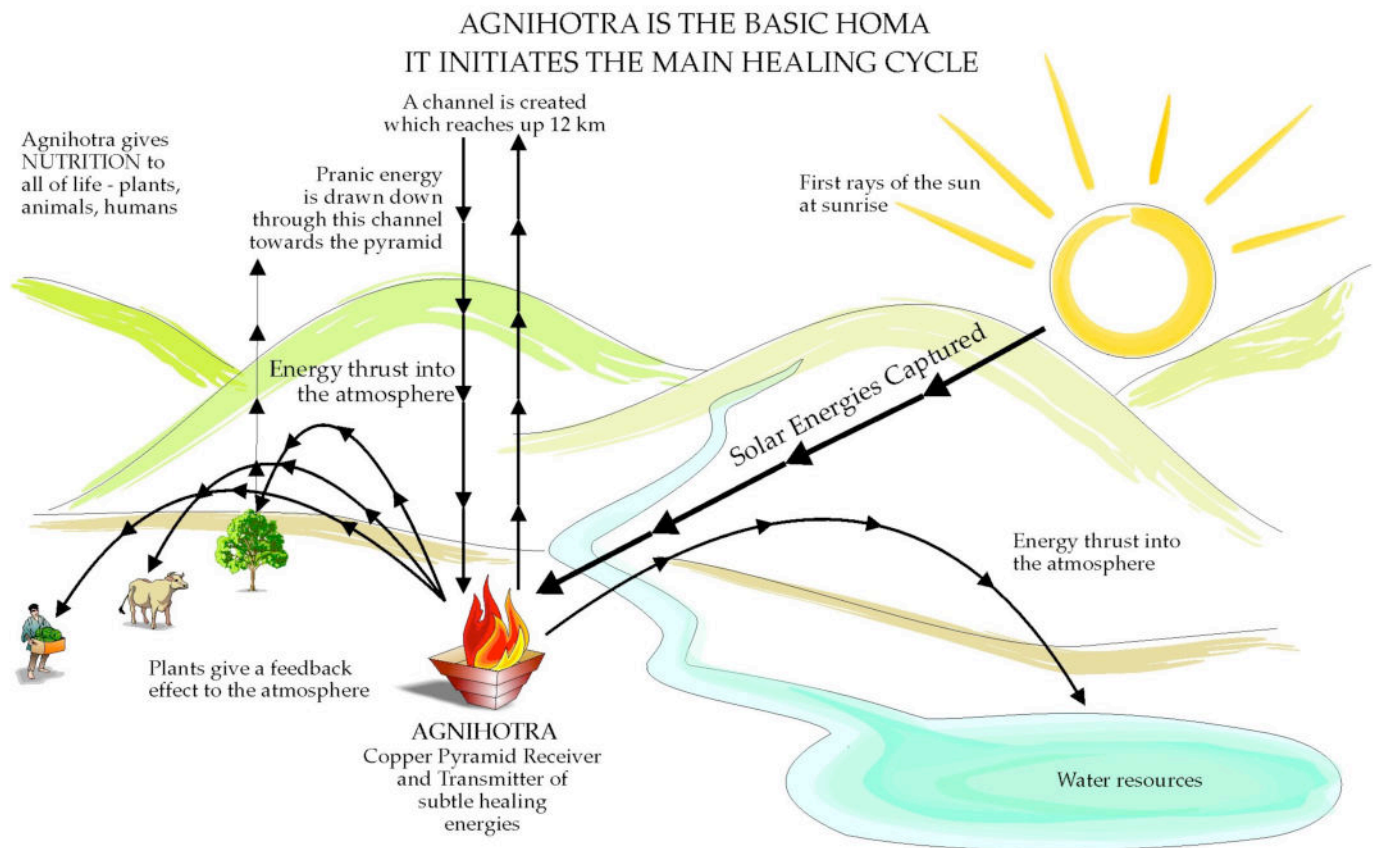 AGNIHOTRA IS THE BASIC HOMA
IT INITIATES THE MAIN HEALING CYCLE
A channel is created
which reaches up 12 km
Agnihotra gives
NUTRITION to
all of life - plants,
animals, humans
Pranic energy
is drawn down
through this channel
towards the pyramid
First rays of the sun
at sunrise
Energy thrust into
the atmosphere
Solar Energies Captured
Energy thrust into
the atmosphere
Plants give a feedback
effect to the atmosphere
AGNIHOTRA
Copper Pyramid Receiver
and Transmitter of
subtle healing
energies
Water resources